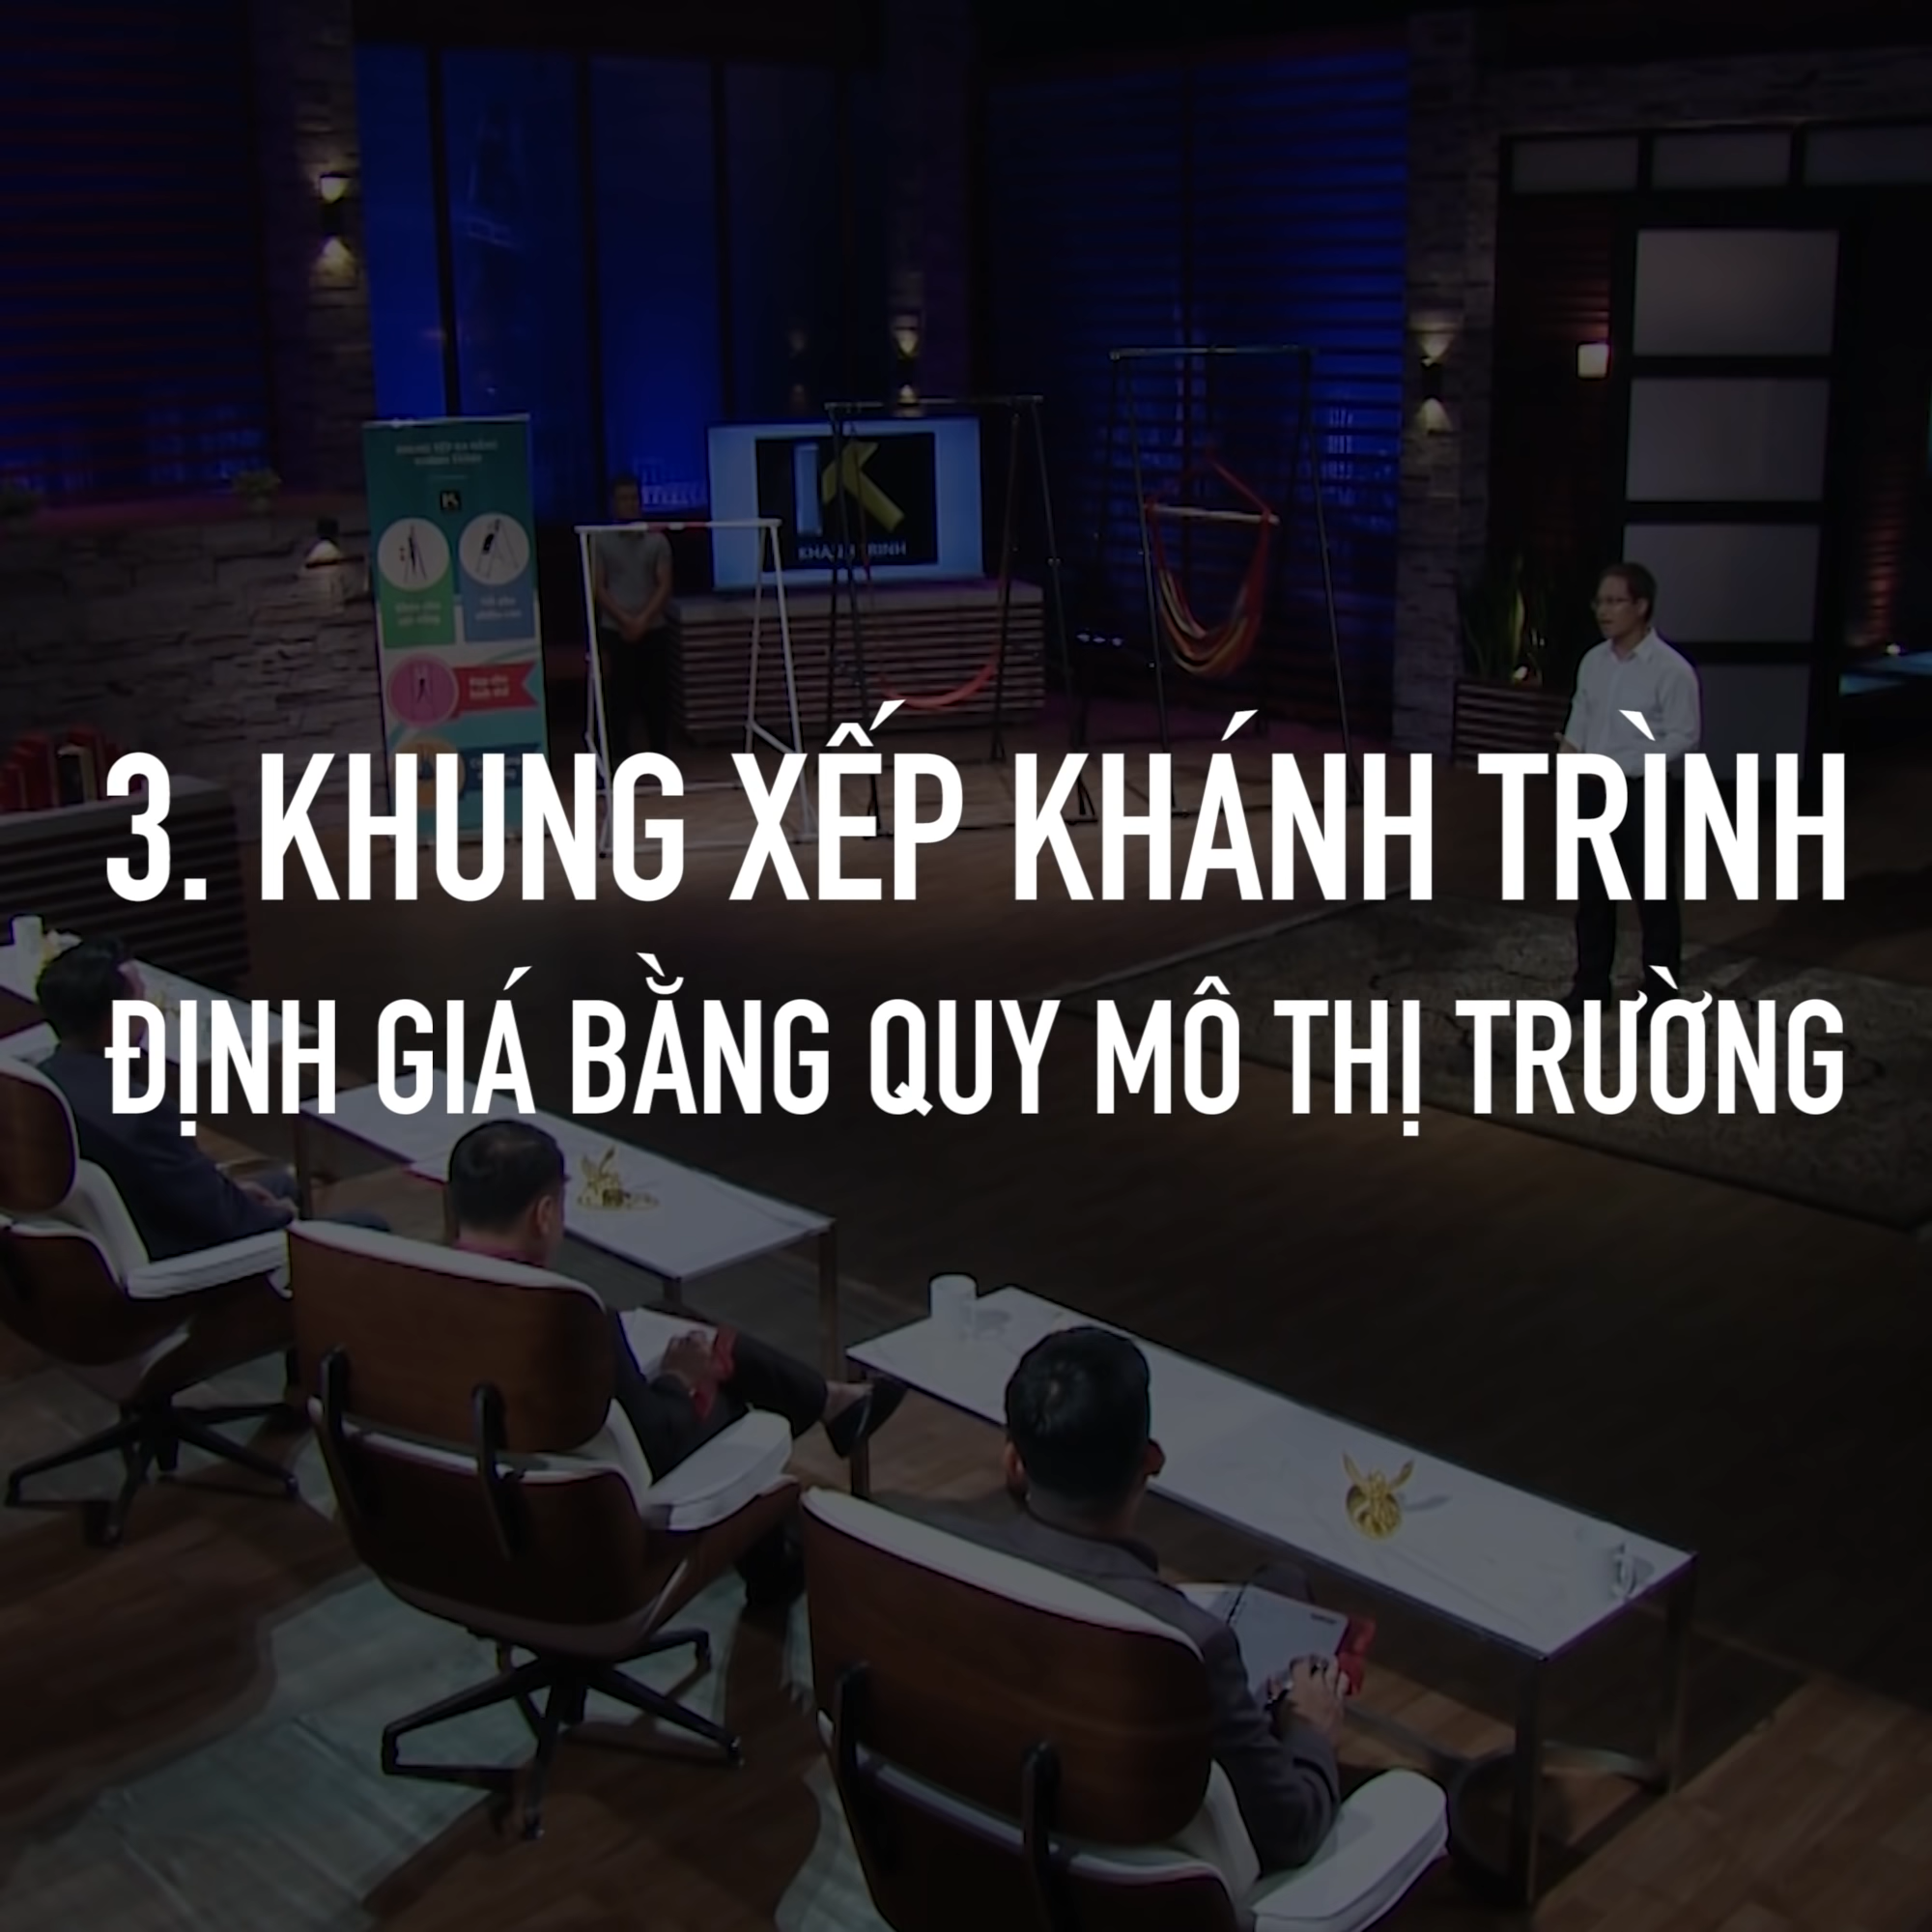 3. KHUNG XẾP KHÁNH TRÌNH
ĐỊNH GIÁ BẰNG QUY MÔ THỊ TRƯỜNG